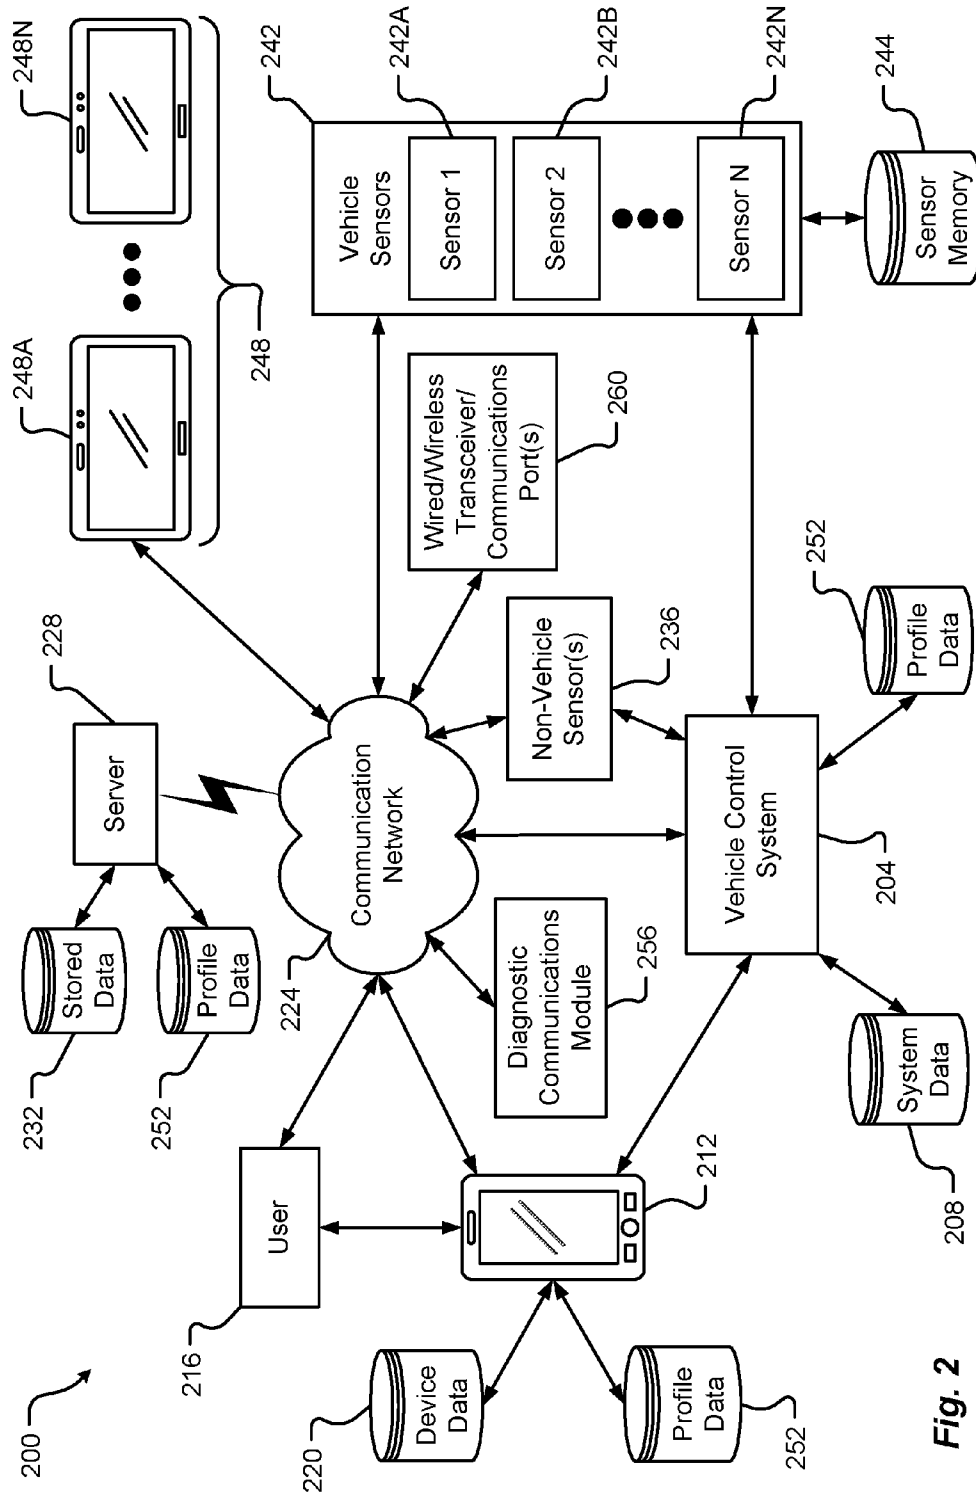 200
216
User
220
Device
Data
Profile
Data
252
212
232
Stored
Data
252
Profile
Data
Server
228
224
Communication
Network
Diagnostic
Communications
Module
256
208
System
Data
Vehicle Control
System
204
252
Profile
Data
Non-Vehicle
Sensor(s)
236
Wired/Wireless
Transceiver/
Communications
Port(s)
260
248A
248N
248
242
Vehicle
Sensors
Sensor 1
242A
Sensor 2
242B
Sensor N
242N
244
Sensor
Memory
Fig. 2